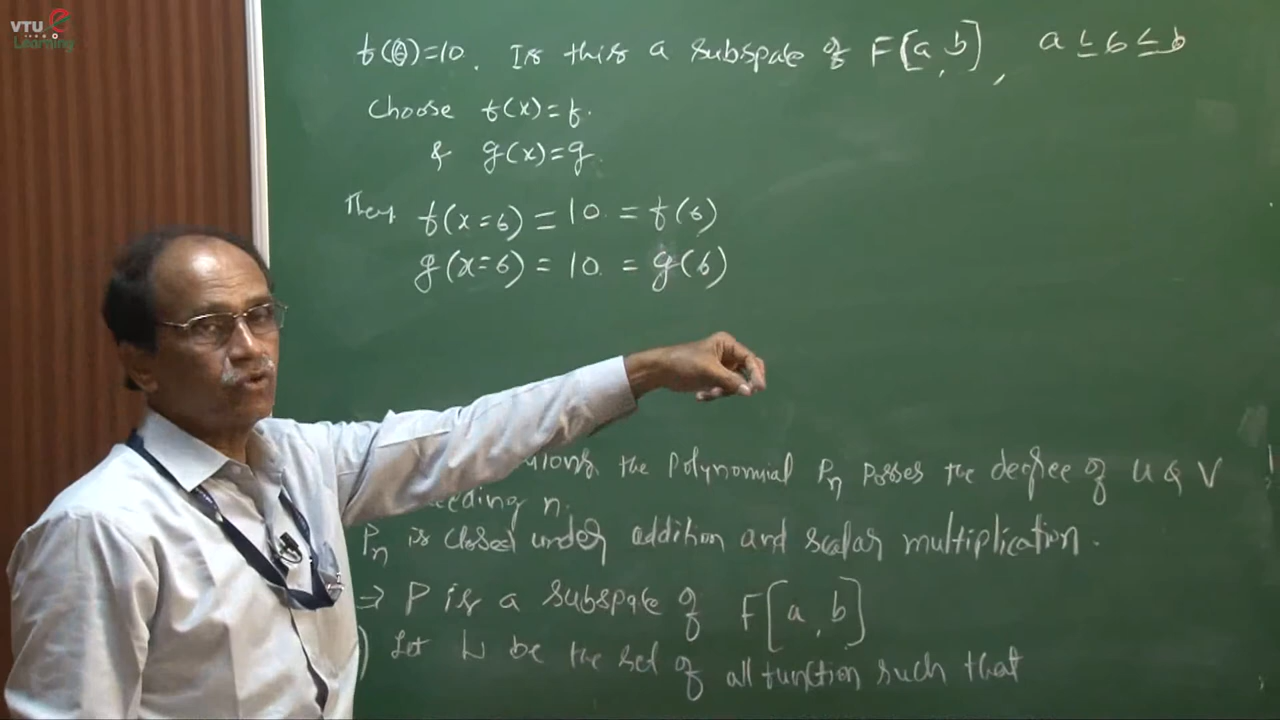 VTU e
Learning
f(6)=10. Is this a subspace of F[a,b], a ≤ 6 ≤ b
Choose f(x)=f.
& g(x)=g.
Then f(x=6) = 10. = f(6)
g(x=6) = 10. = g(6)
the polynomial Pn posses the degree of u & v
eeding n.
Pn is closed under addition and scalar multiplication.
⇒ P is a subspace of F[a,b]
) Let W be the set of all function such that